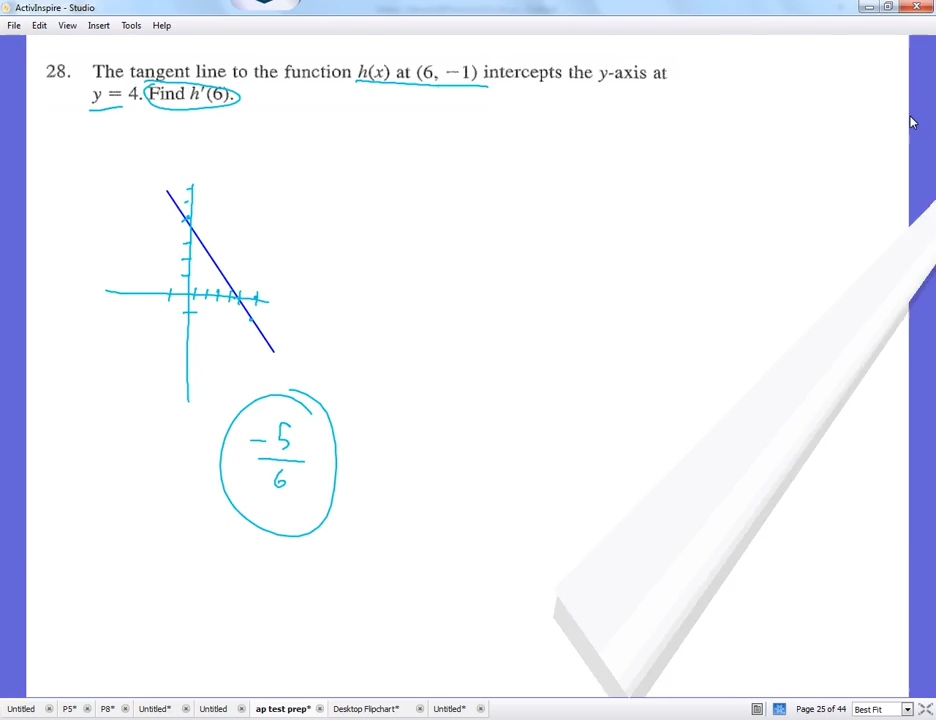 ActivInspire - Studio
File Edit View Insert Tools Help
28. The tangent line to the function h(x) at (6, −1) intercepts the y-axis at
y = 4. Find h′(6).
−5
6
Untitled P5* P8* Untitled* Untitled ap test prep* Desktop Flipchart* Untitled* Page 25 of 44 Best Fit